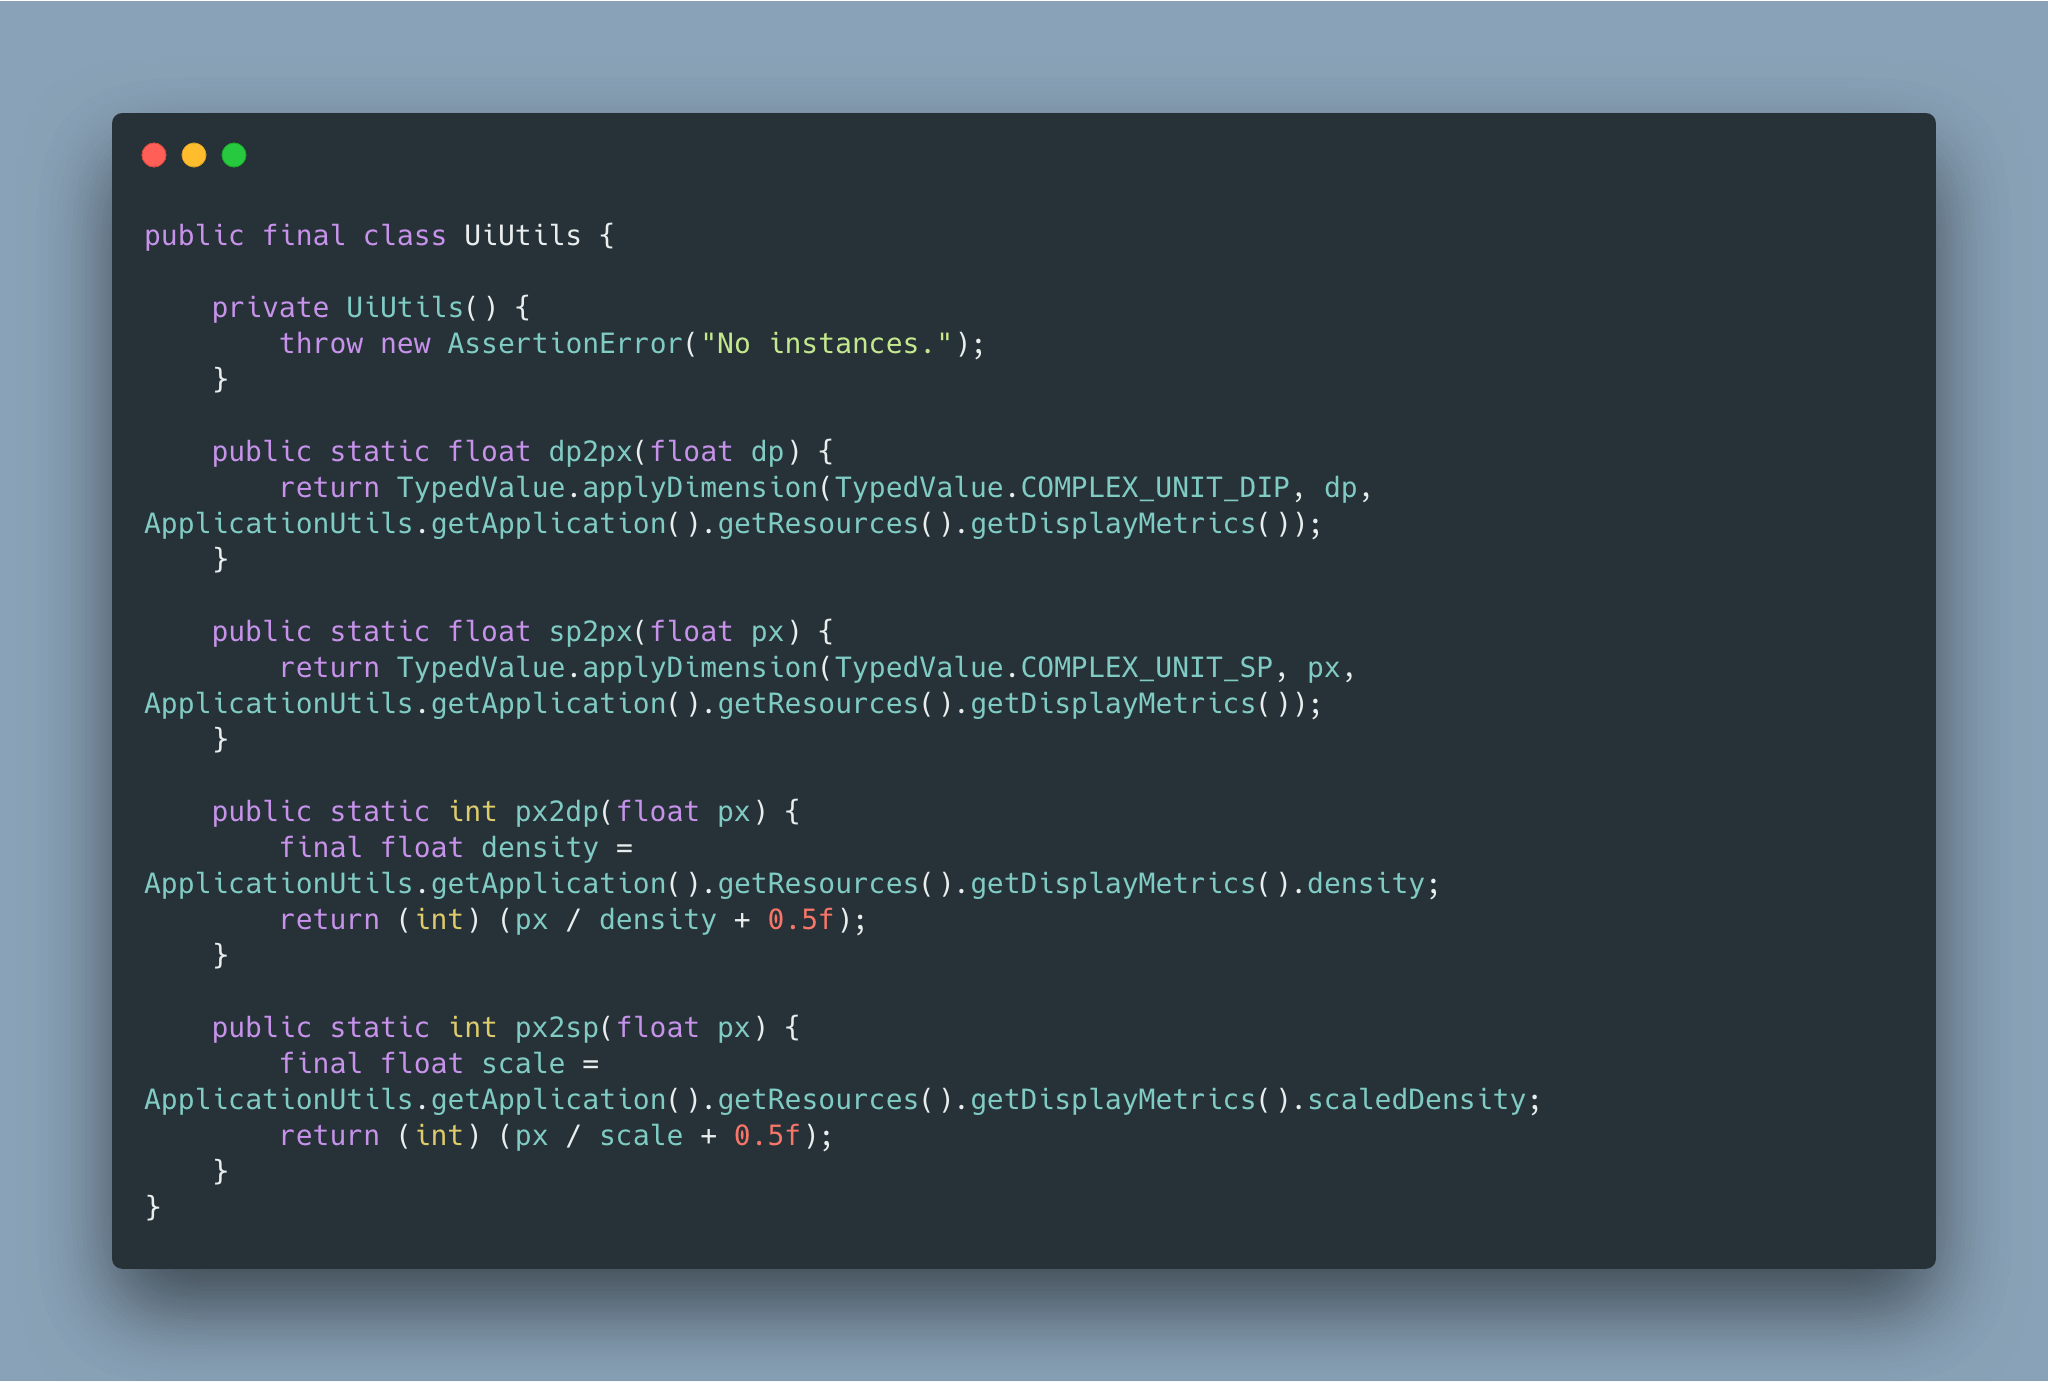 public final class UiUtils {

    private UiUtils() {
        throw new AssertionError("No instances.");
    }

    public static float dp2px(float dp) {
        return TypedValue.applyDimension(TypedValue.COMPLEX_UNIT_DIP, dp,
ApplicationUtils.getApplication().getResources().getDisplayMetrics());
    }

    public static float sp2px(float px) {
        return TypedValue.applyDimension(TypedValue.COMPLEX_UNIT_SP, px,
ApplicationUtils.getApplication().getResources().getDisplayMetrics());
    }

    public static int px2dp(float px) {
        final float density =
ApplicationUtils.getApplication().getResources().getDisplayMetrics().density;
        return (int) (px / density + 0.5f);
    }

    public static int px2sp(float px) {
        final float scale =
ApplicationUtils.getApplication().getResources().getDisplayMetrics().scaledDensity;
        return (int) (px / scale + 0.5f);
    }
}